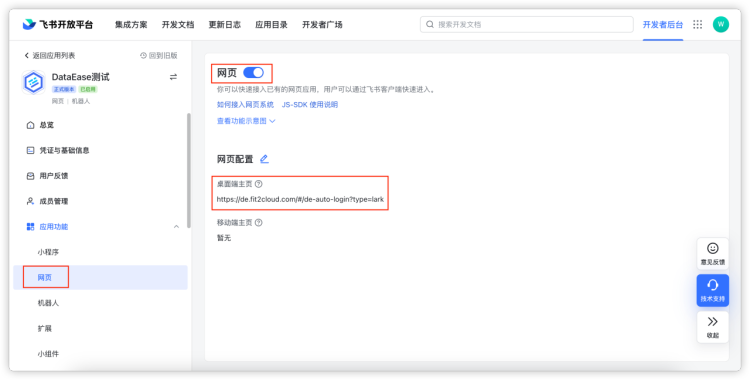 飞书开放平台
集成方案 开发文档 更新日志 应用目录 开发者广场
搜索开发文档
开发者后台
W
返回应用列表
回到旧版
DataEase测试
正式版本 已启用
网页 | 机器人
总览
凭证与基础信息
用户反馈
成员管理
应用功能
小程序
网页
机器人
扩展
小组件
网页
你可以快速接入已有的网页应用，用户可以通过飞书客户端快速进入。
如何接入网页系统 JS-SDK 使用说明
查看功能示意图
网页配置
桌面端主页
https://de.fit2cloud.com/#/de-auto-login?type=lark
移动端主页
暂无
意见反馈
技术支持
收起